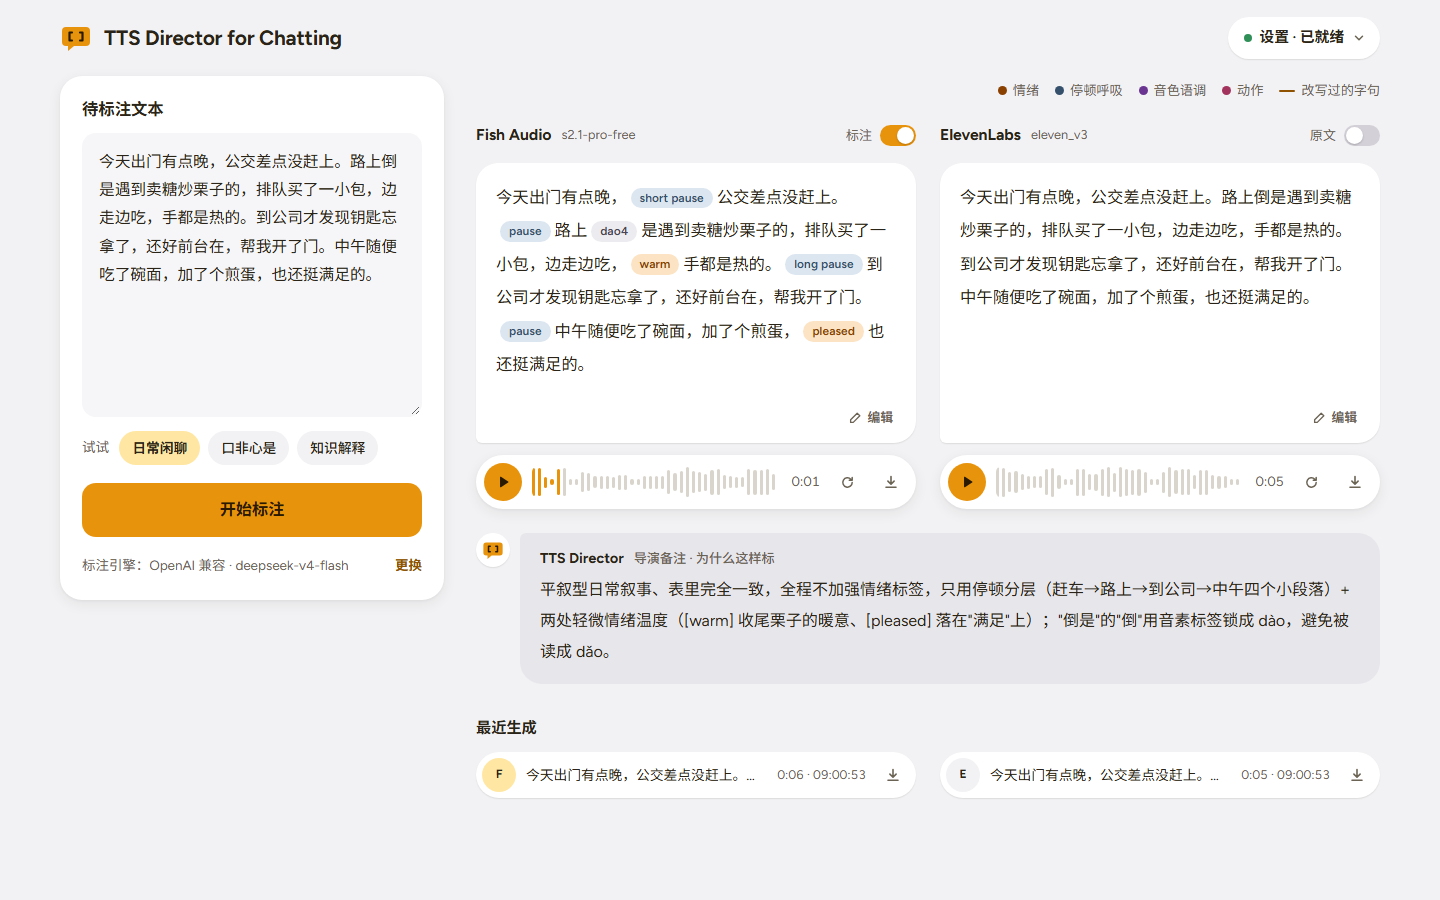 TTS Director for Chatting
设置 · 已就绪
待标注文本
今天出门有点晚，公交差点没赶上。路上倒
是遇到卖糖炒栗子的，排队买了一小包，边
走边吃，手都是热的。到公司才发现钥匙忘
拿了，还好前台在，帮我开了门。中午随便
吃了碗面，加了个煎蛋，也还挺满足的。
试试 日常闲聊 口非心是 知识解释
开始标注
标注引擎：OpenAI 兼容 · deepseek-v4-flash 更换
情绪 停顿呼吸 音色语调 动作 改写过的字句
Fish Audio s2.1-pro-free 标注
今天出门有点晚， short pause 公交差点没赶上。
pause 路上 dao4 是遇到卖糖炒栗子的，排队买了一
小包，边走边吃， warm 手都是热的。 long pause 到
公司才发现钥匙忘拿了，还好前台在，帮我开了门。
pause 中午随便吃了碗面，加了个煎蛋， pleased 也
还挺满足的。
编辑
0:01
ElevenLabs eleven_v3 原文
今天出门有点晚，公交差点没赶上。路上倒是遇到卖糖
炒栗子的，排队买了一小包，边走边吃，手都是热的。
到公司才发现钥匙忘拿了，还好前台在，帮我开了门。
中午随便吃了碗面，加了个煎蛋，也还挺满足的。
编辑
0:05
TTS Director 导演备注 · 为什么这样标
平叙型日常叙事、表里完全一致，全程不加强情绪标签，只用停顿分层（赶车→路上→到公司→中午四个小段落）+
两处轻微情绪温度（[warm] 收尾栗子的暖意、[pleased] 落在"满足"上）；"倒是"的"倒"用音素标签锁成 dào，避免被
读成 dǎo。
最近生成
F 今天出门有点晚，公交差点没赶上。... 0:06 · 09:00:53
E 今天出门有点晚，公交差点没赶上。... 0:05 · 09:00:53